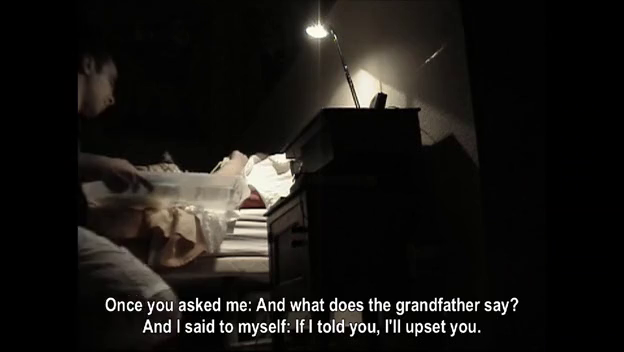 Once you asked me: And what does the grandfather say?
And I said to myself: If I told you, I'll upset you.